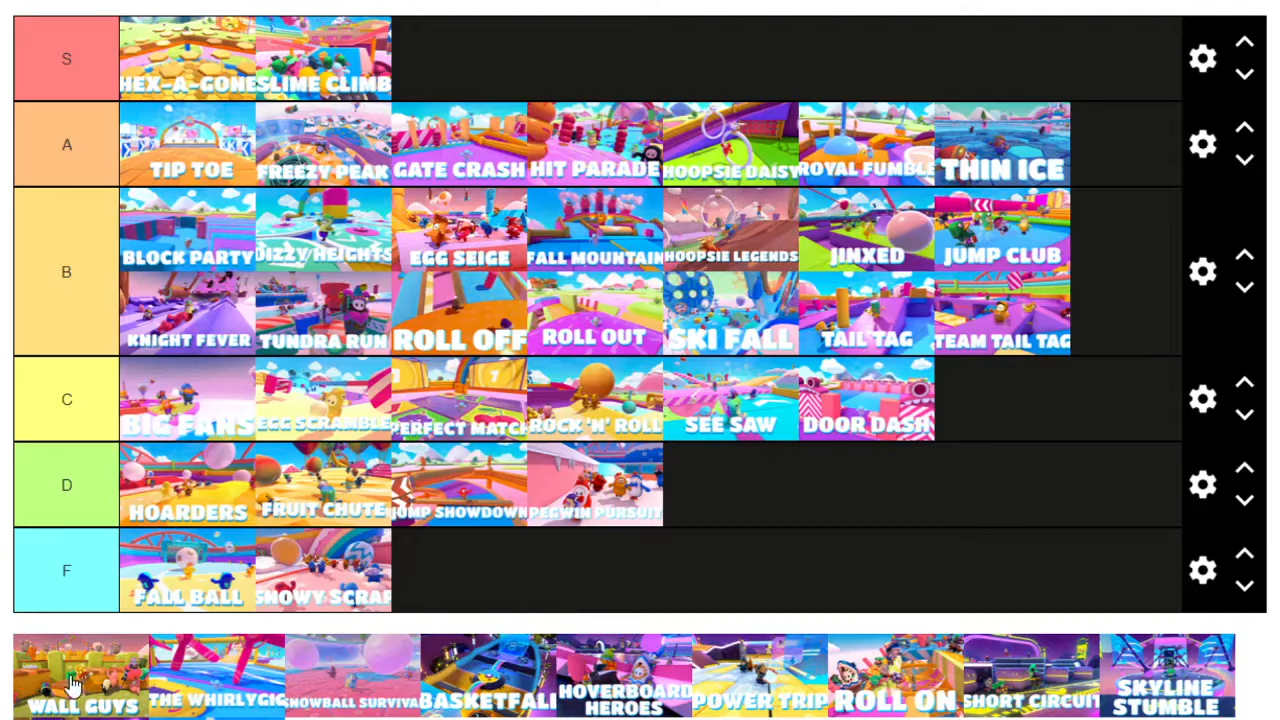 S
HEX-A-GONE
SLIME CLIMB
A
TIP TOE
FREEZY PEAK
GATE CRASH
HIT PARADE
HOOPSIE DAISY
ROYAL FUMBLE
THIN ICE
B
BLOCK PARTY
DIZZY HEIGHTS
EGG SEIGE
FALL MOUNTAIN
HOOPSIE LEGENDS
JINXED
JUMP CLUB
KNIGHT FEVER
TUNDRA RUN
ROLL OFF
ROLL OUT
SKI FALL
TAIL TAG
TEAM TAIL TAG
C
BIG FANS
EGG SCRAMBLE
PERFECT MATCH
ROCK 'N' ROLL
SEE SAW
DOOR DASH
D
HOARDERS
FRUIT CHUTE
JUMP SHOWDOWN
PEGWIN PURSUIT
F
FALL BALL
SNOWY SCRAP
WALL GUYS
THE WHIRLYGIG
SNOWBALL SURVIVAL
BASKETFALL
HOVERBOARD
HEROES
POWER TRIP
ROLL ON
SHORT CIRCUIT
SKYLINE
STUMBLE